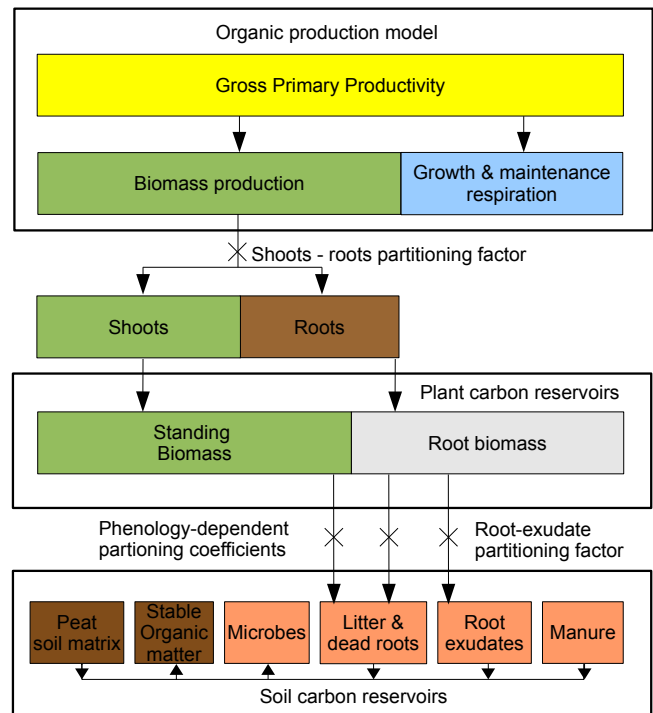 Organic production model
Gross Primary Productivity
Biomass production
Growth & maintenance
respiration
Shoots - roots partitioning factor
Shoots
Roots
Plant carbon reservoirs
Standing
Biomass
Root biomass
Phenology-dependent
partioning coefficients
Root-exudate
partitioning factor
Peat
soil matrix
Stable
Organic
matter
Microbes
Litter &
dead roots
Root
exudates
Manure
Soil carbon reservoirs